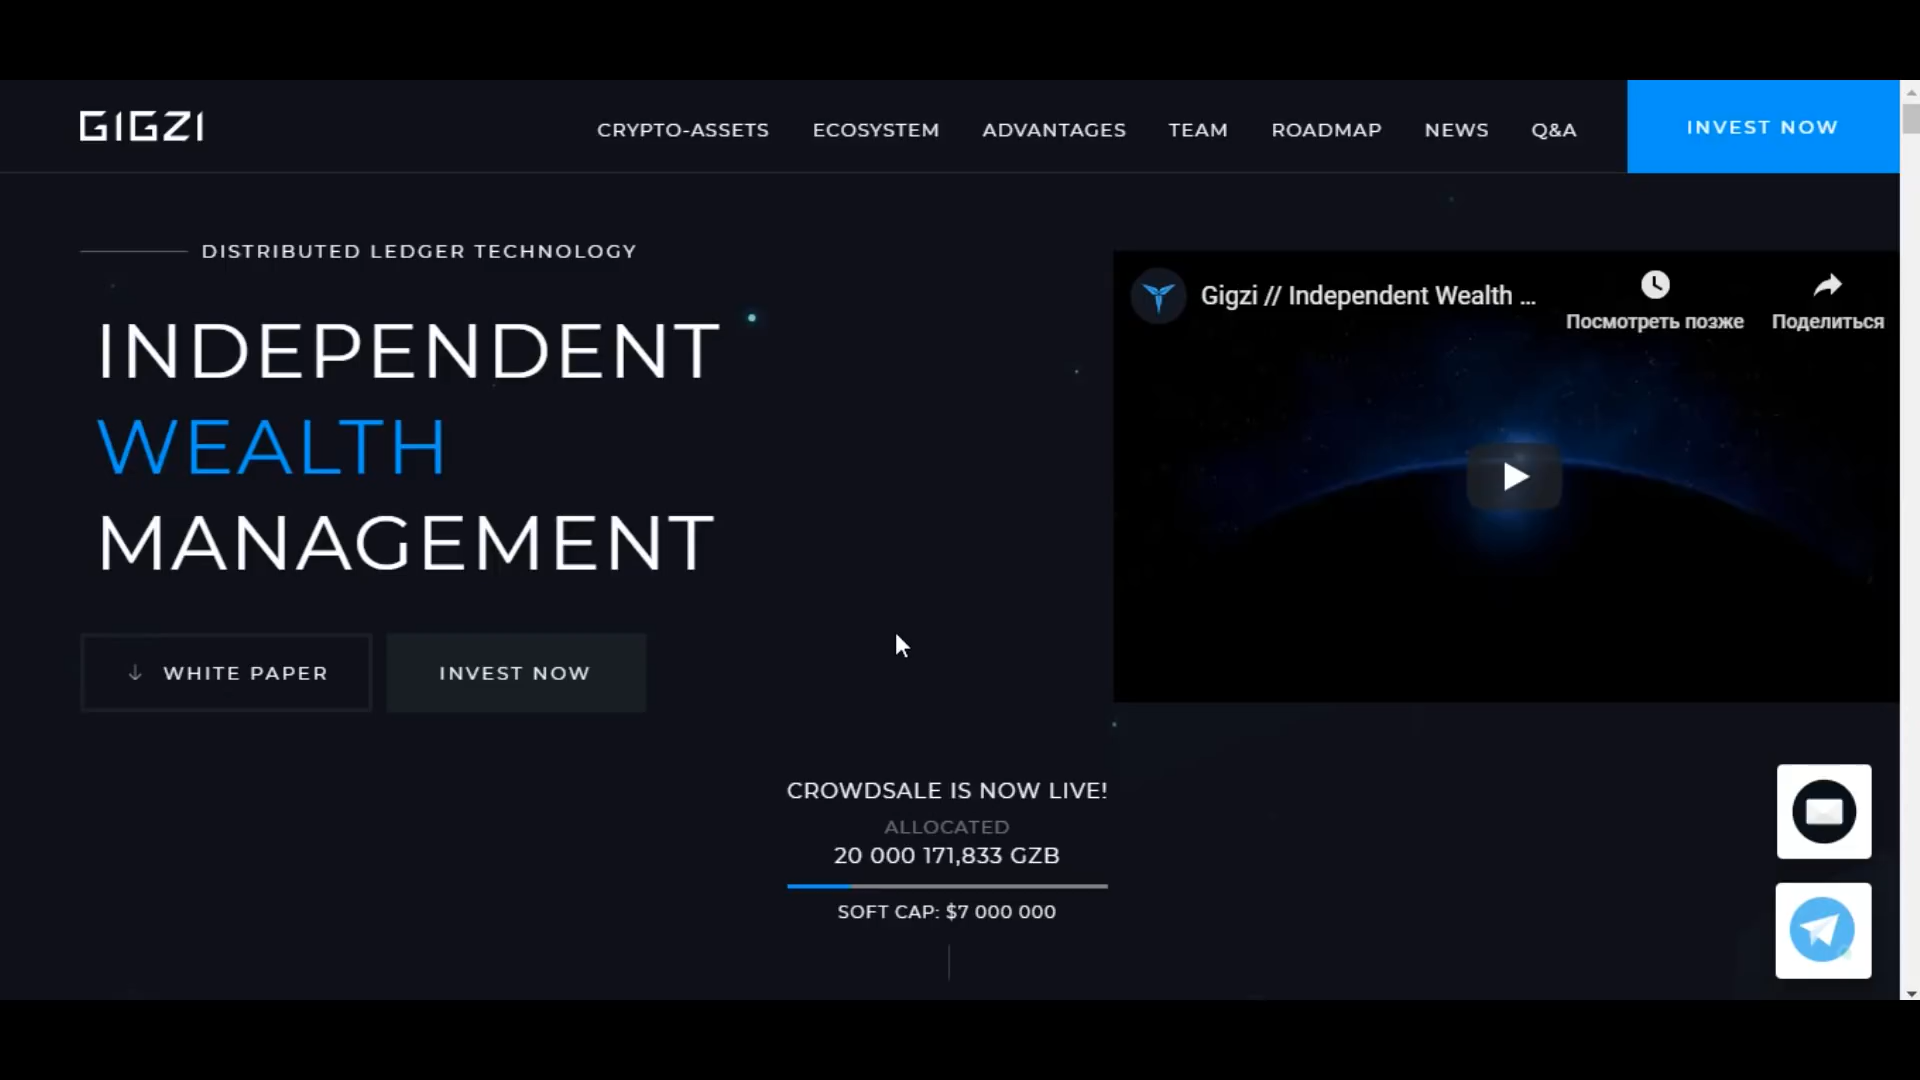 GIGZI
CRYPTO-ASSETS ECOSYSTEM ADVANTAGES TEAM ROADMAP NEWS Q&A INVEST NOW
DISTRIBUTED LEDGER TECHNOLOGY
INDEPENDENT
WEALTH
MANAGEMENT
WHITE PAPER INVEST NOW
Gigzi // Independent Wealth ...
Посмотреть позже Поделиться
CROWDSALE IS NOW LIVE!
ALLOCATED
20 000 171,833 GZB
SOFT CAP: $7 000 000